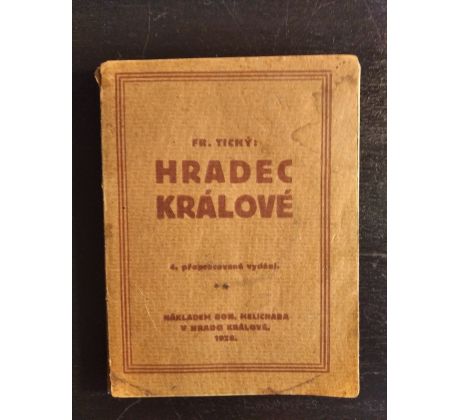 FR. TICHÝ:
HRADEC
KRÁLOVÉ
4. přepracované vydání.
NÁKLADEM BOH. MELICHARA
V HRADCI KRÁLOVÉ,
1928.